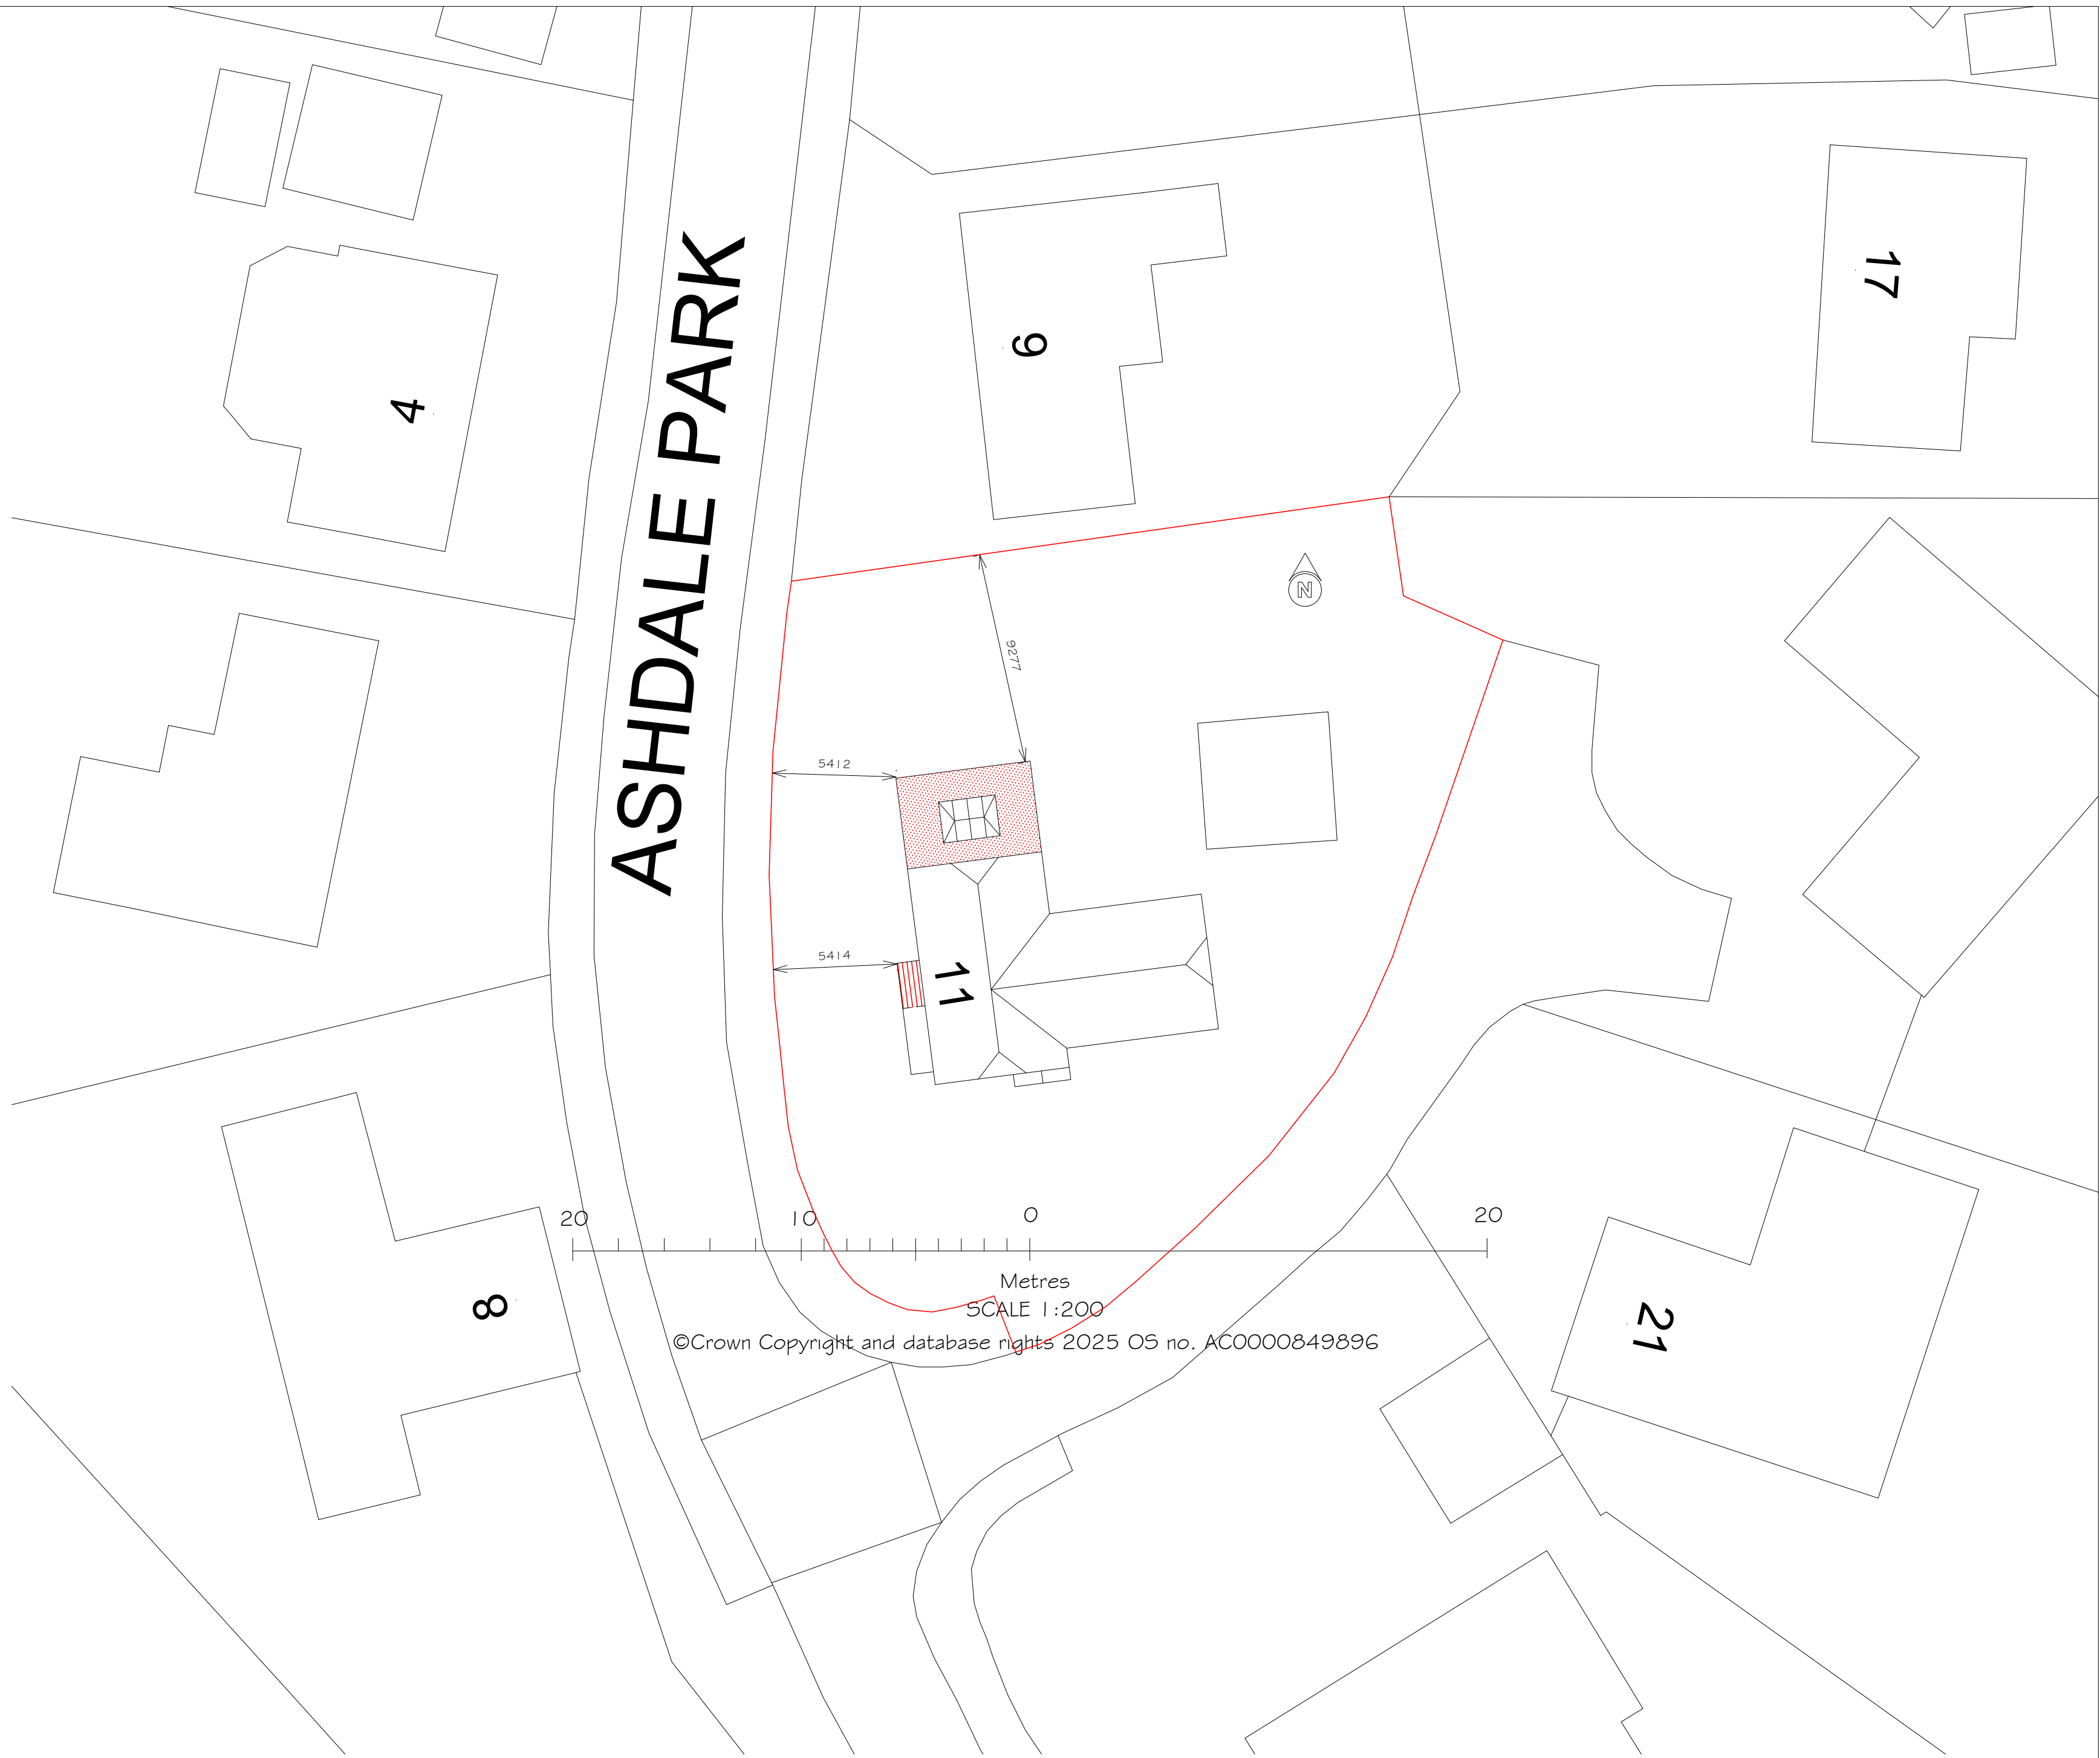 17
9
4
ASHDALE PARK
N
9277
5412
5414
11
20 10 0 20
Metres
SCALE 1:200
©Crown Copyright and database rights 2025 OS no. AC0000849896
8
21